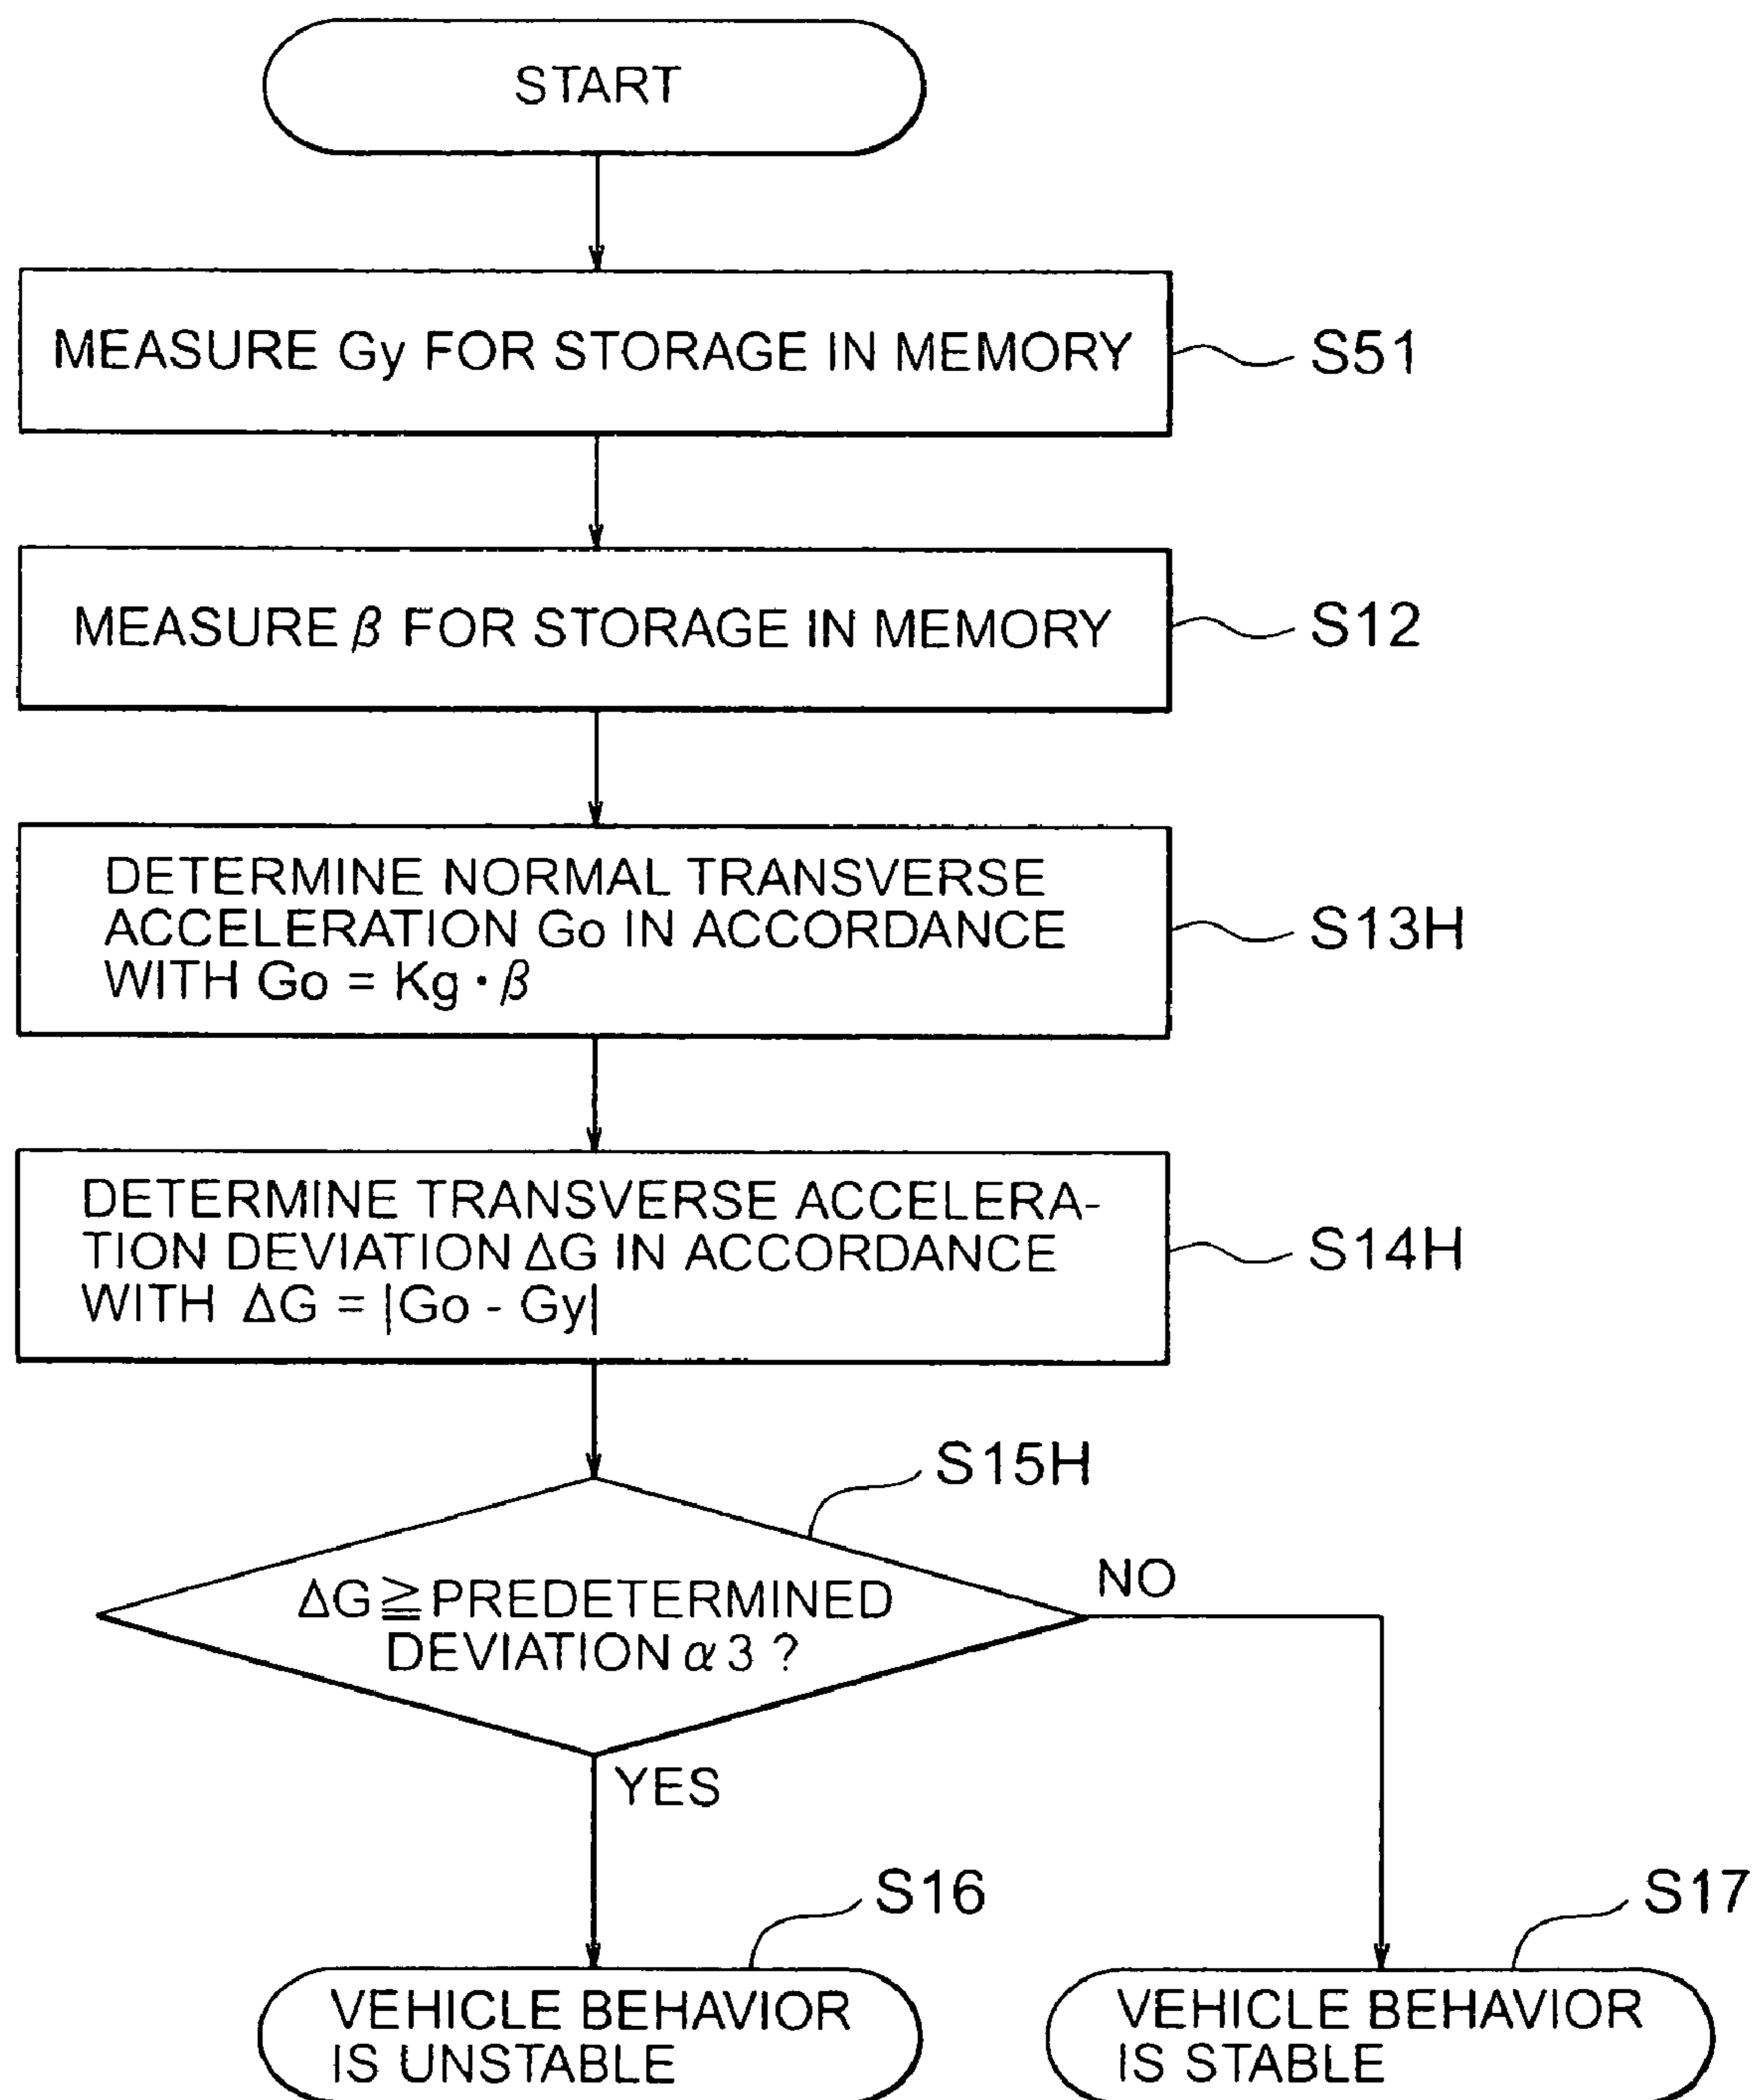 START
MEASURE Gy FOR STORAGE IN MEMORY
S51
MEASURE β FOR STORAGE IN MEMORY
S12
DETERMINE NORMAL TRANSVERSE
ACCELERATION Go IN ACCORDANCE
WITH Go = Kg・β
S13H
DETERMINE TRANSVERSE ACCELERA-
TION DEVIATION ΔG IN ACCORDANCE
WITH ΔG = |Go - Gy|
S14H
S15H
ΔG≧PREDETERMINED
DEVIATION α3 ?
NO
YES
S16
VEHICLE BEHAVIOR
IS UNSTABLE
S17
VEHICLE BEHAVIOR
IS STABLE